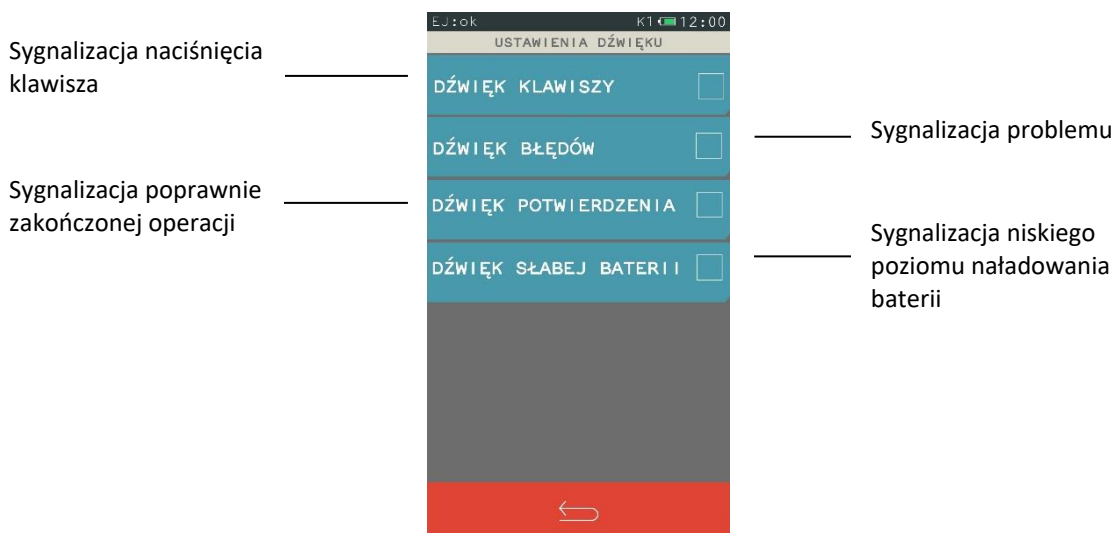 EJ:ok K1 12:00
USTAWIENIA DŹWIĘKU
Sygnalizacja naciśnięcia
klawisza
DŹWIĘK KLAWISZY
DŹWIĘK BŁĘDÓW
Sygnalizacja problemu
Sygnalizacja poprawnie
zakończonej operacji
DŹWIĘK POTWIERDZENIA
DŹWIĘK SŁABEJ BATERII
Sygnalizacja niskiego
poziomu naładowania
baterii